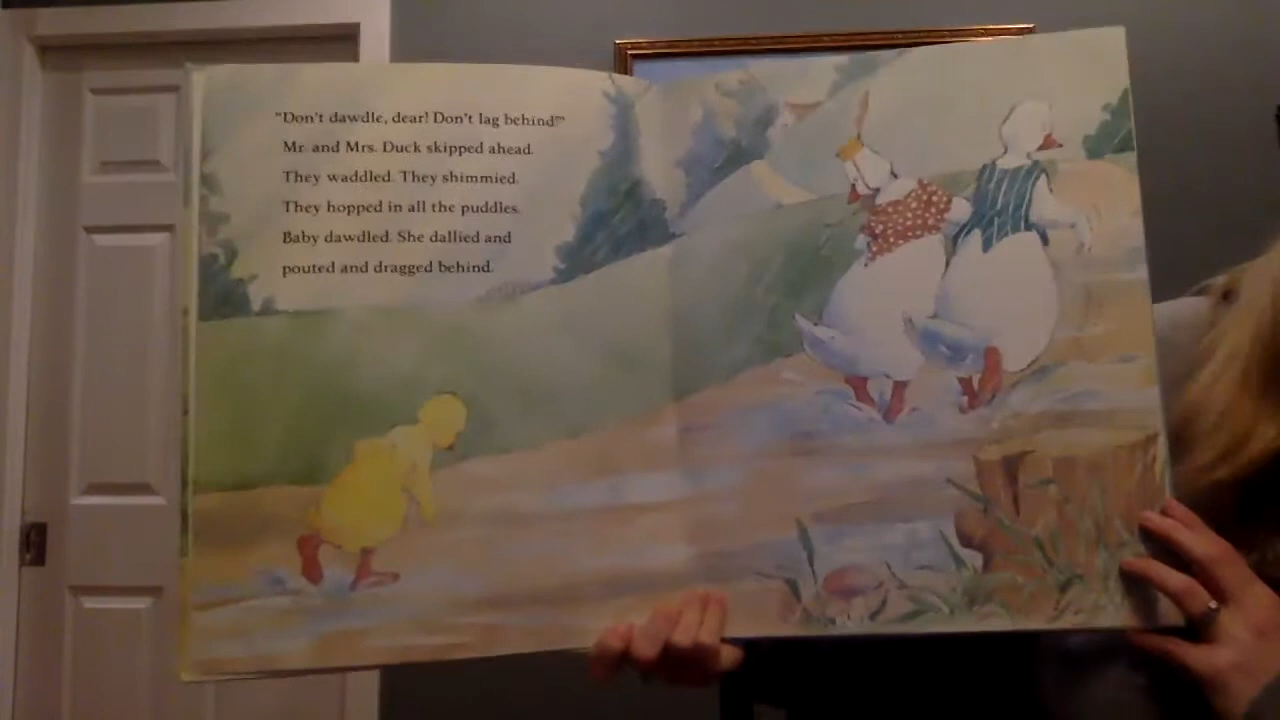 "Don't dawdle, dear! Don't lag behind!"
Mr. and Mrs. Duck skipped ahead.
They waddled. They shimmied.
They hopped in all the puddles.
Baby dawdled. She dallied and
pouted and dragged behind.